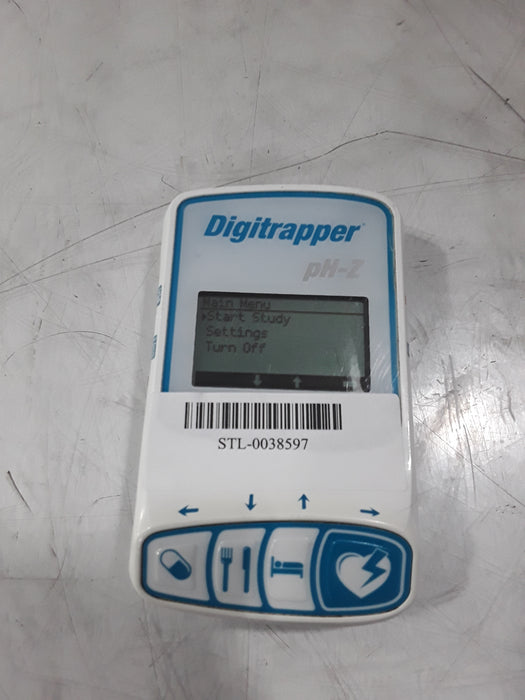 Digitrapper
pH-Z
Main Menu
Start Study
Settings
Turn Off
STL-0038597